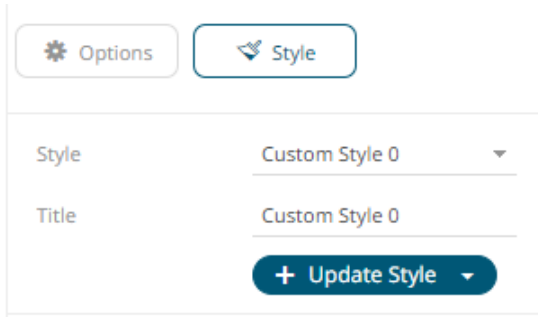 Options Style
Style Custom Style 0
Title Custom Style 0
+ Update Style